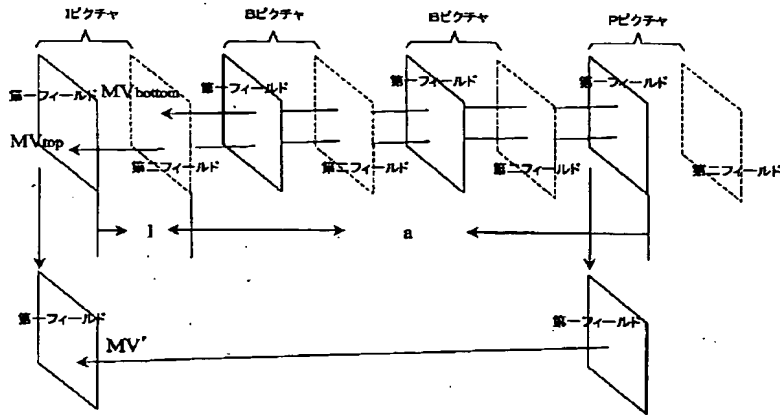 Iピクチャ
Bピクチャ
Bピクチャ
Pピクチャ
第一フィールド
MVbottom
第一フィールド
第一フィールド
第一フィールド
MVtop
第二フィールド
第二フィールド
第二フィールド
第二フィールド
1
a
第一フィールド
第一フィールド
MV'